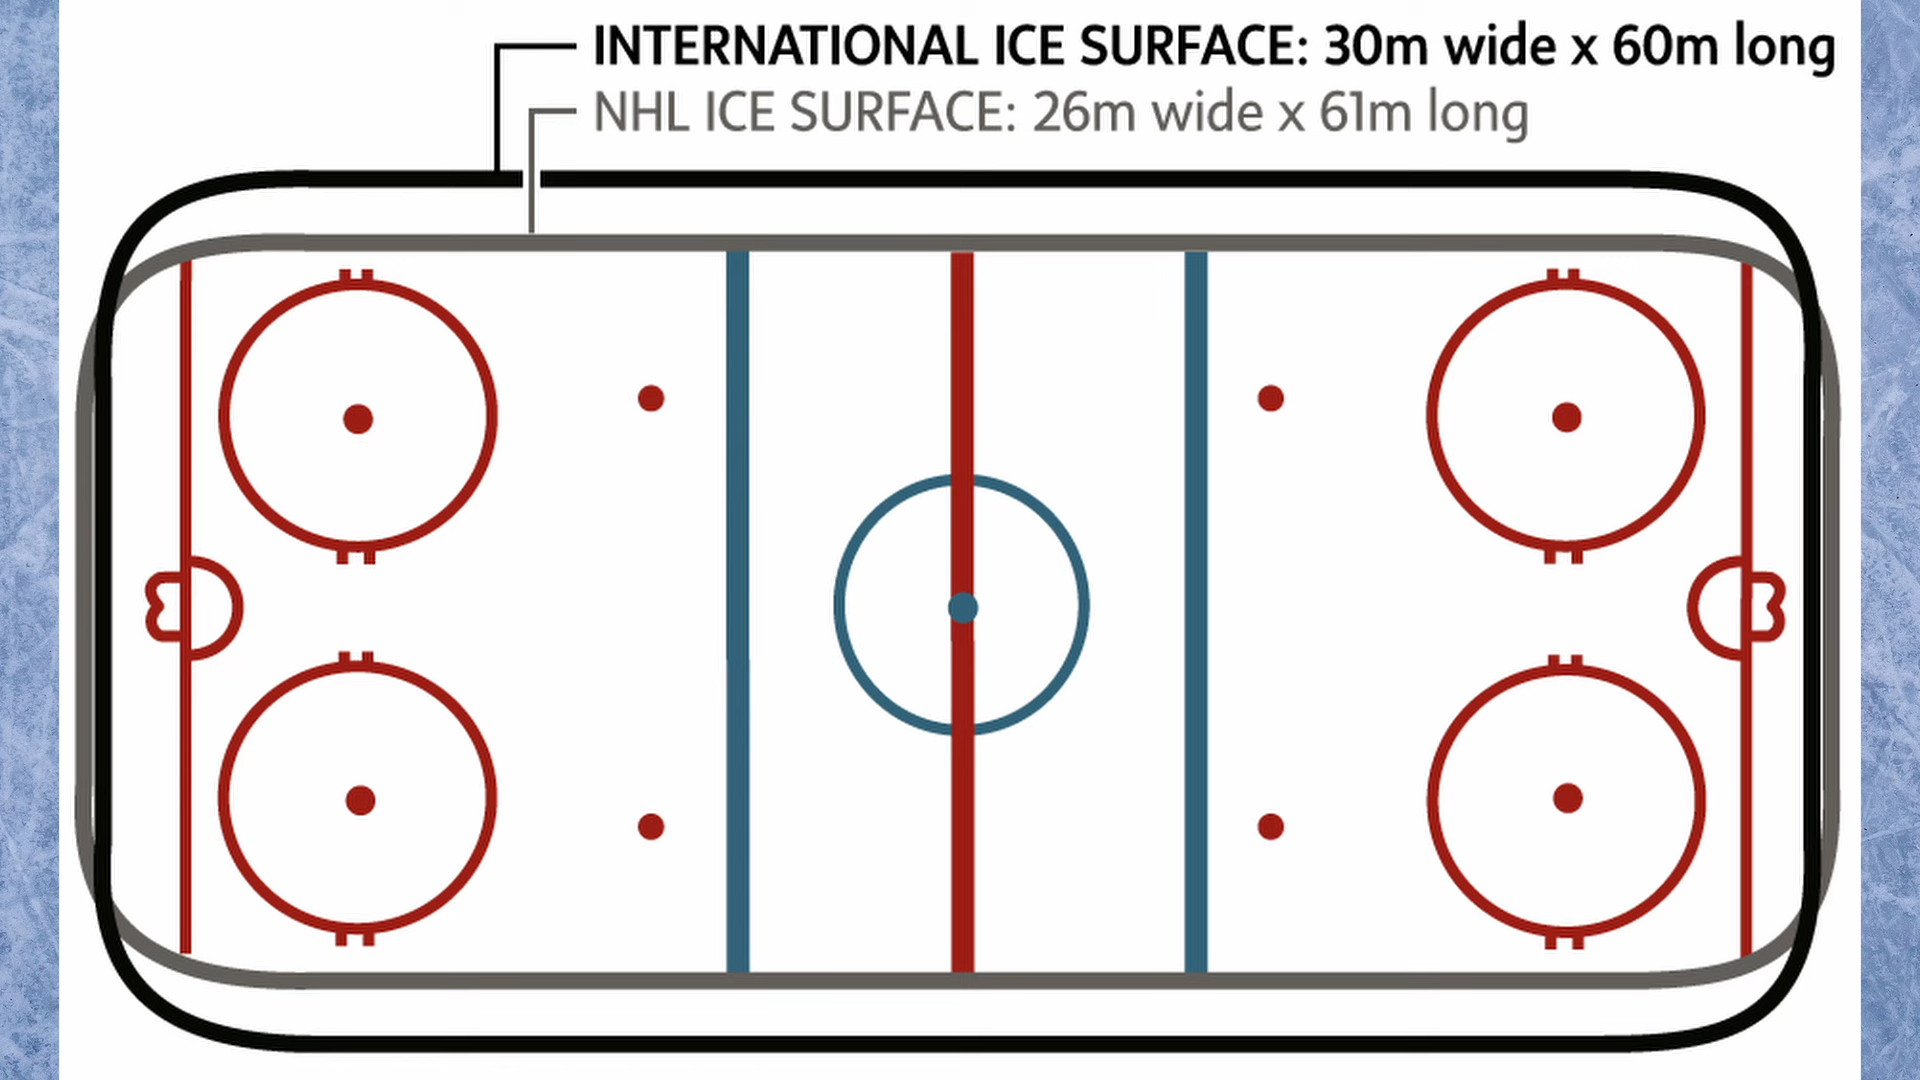 INTERNATIONAL ICE SURFACE: 30m wide x 60m long
NHL ICE SURFACE: 26m wide x 61m long